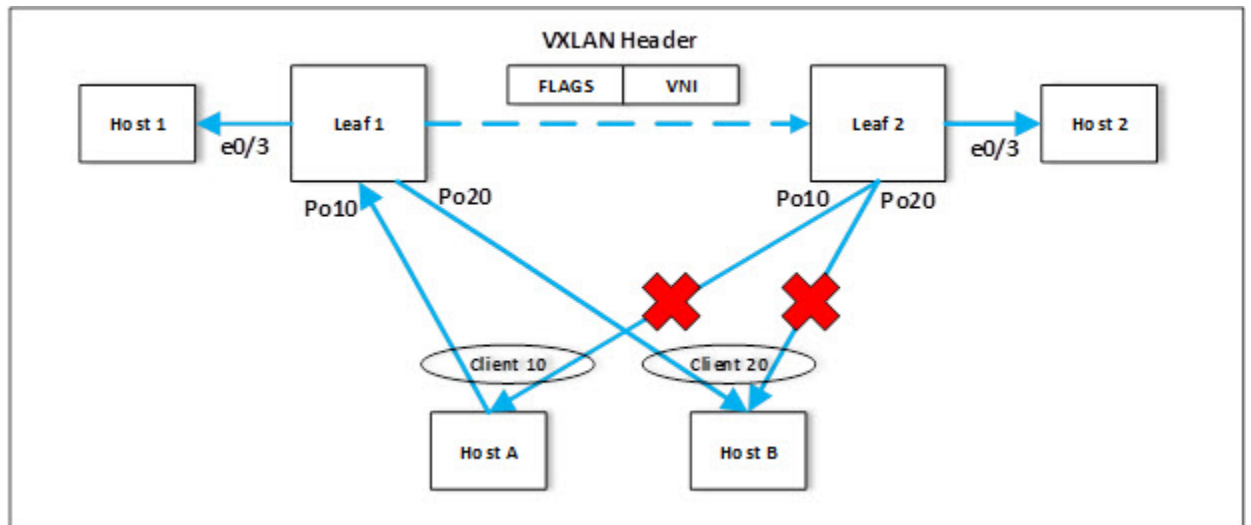 VXLAN Header
FLAGS VNI
Host 1 Leaf 1 Leaf 2 Host 2
e0/3 e0/3
Po10 Po20 Po10 Po20
Client 10 Client 20
Host A Host B